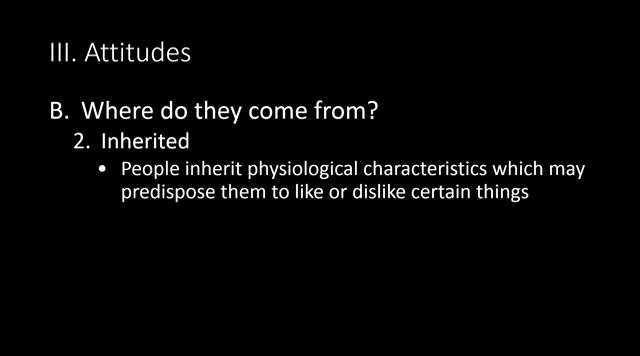 III. Attitudes
B. Where do they come from?
2. Inherited
• People inherit physiological characteristics which may
predispose them to like or dislike certain things